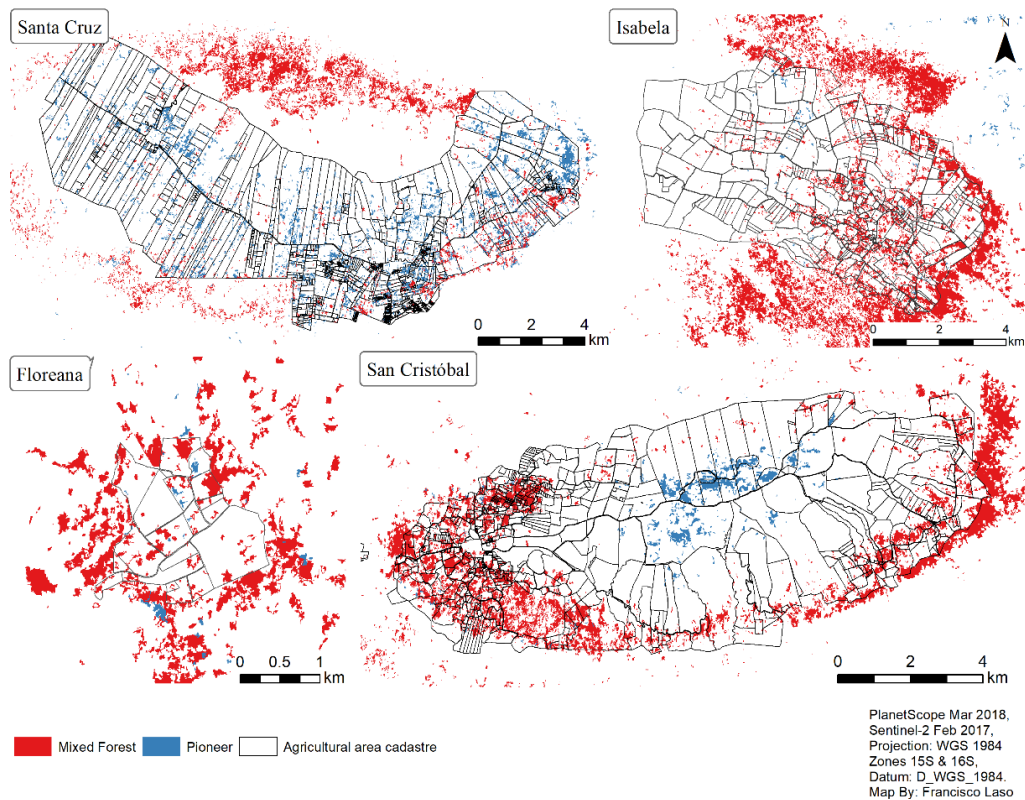 Santa Cruz
Isabela
N
0 2 4
km
0 2 4
km
Floreana
San Cristóbal
0 0.5 1
km
0 2 4
km
Mixed Forest
Pioneer
Agricultural area cadastre
PlanetScope Mar 2018,
Sentinel-2 Feb 2017,
Projection: WGS 1984
Zones 15S & 16S,
Datum: D_WGS_1984.
Map By: Francisco Laso